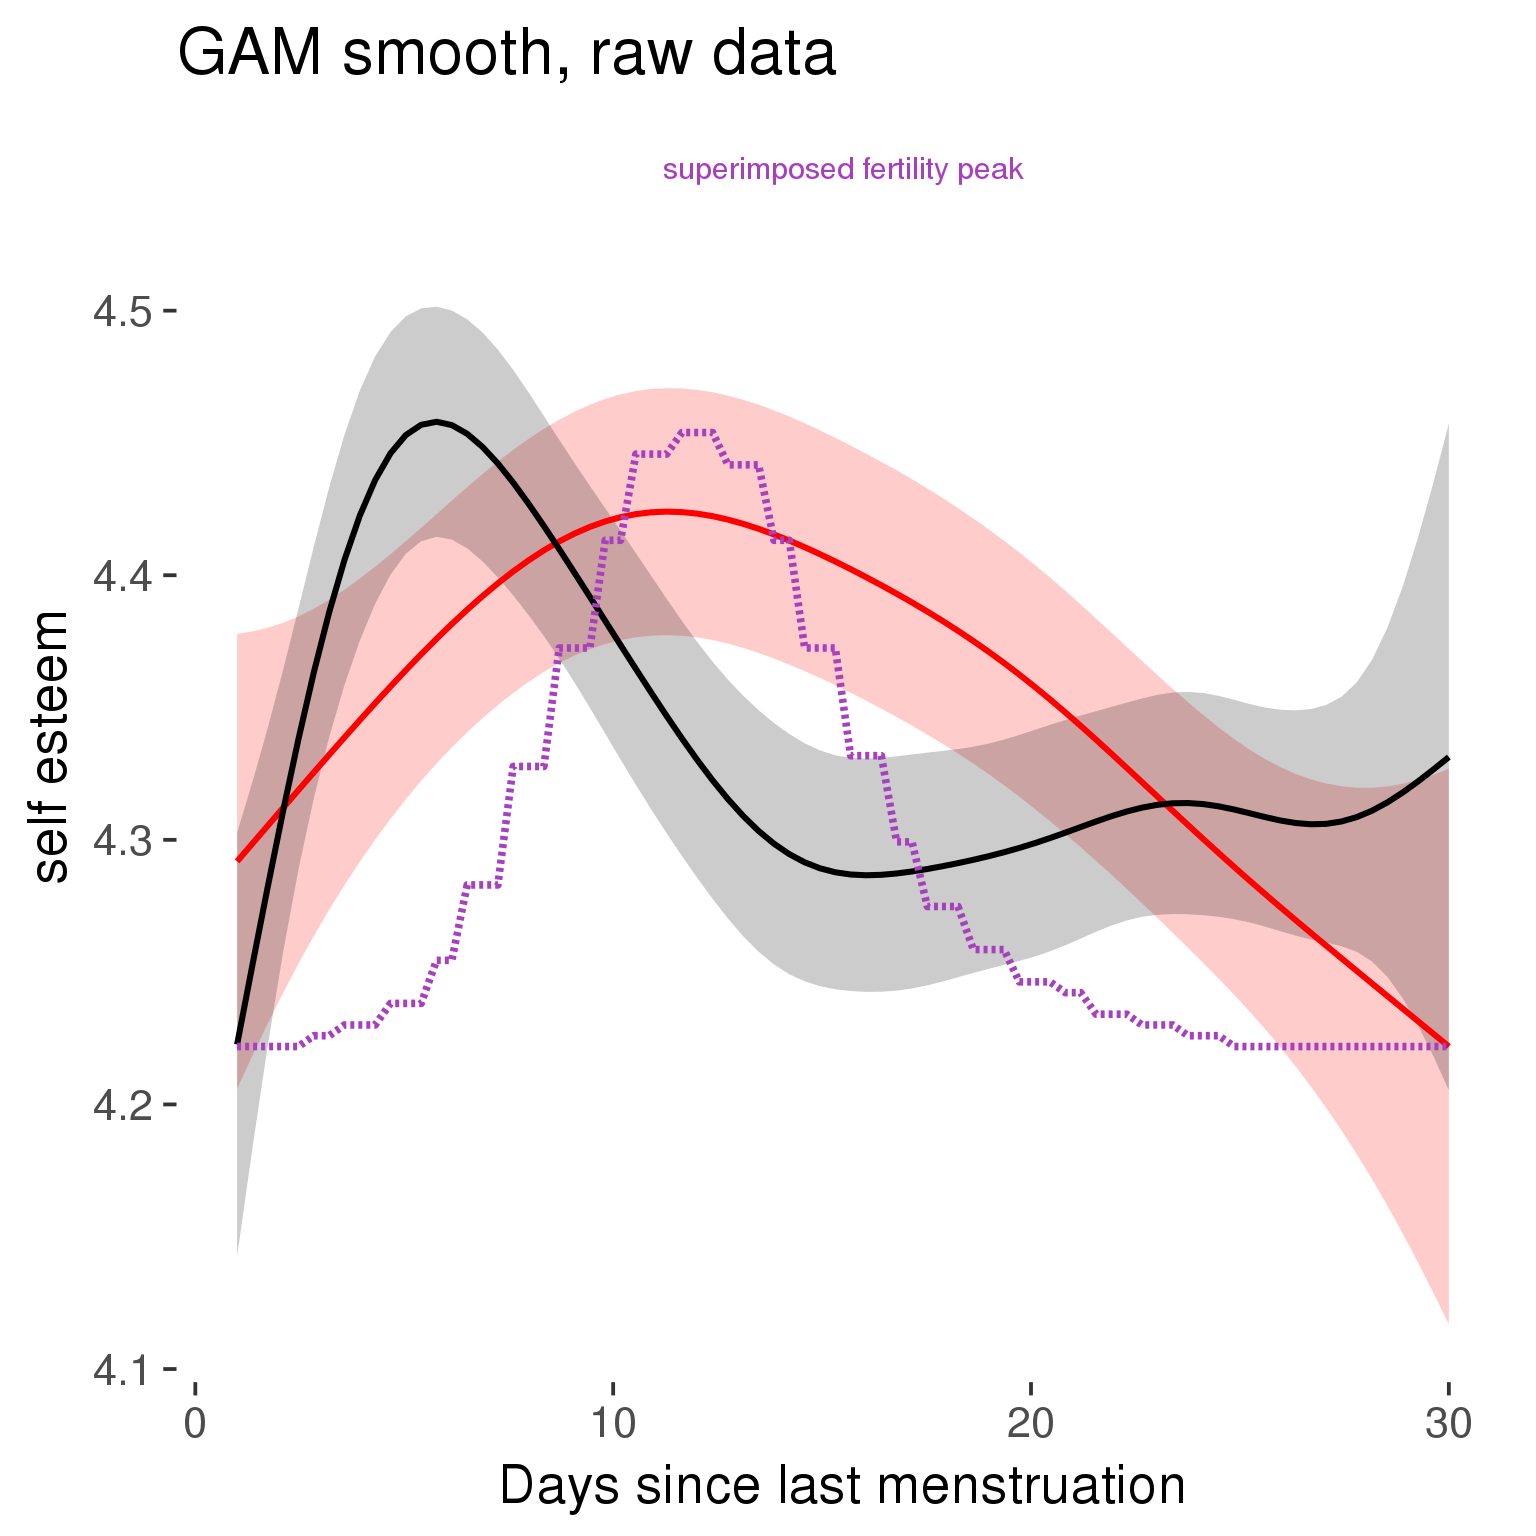 GAM smooth, raw data
superimposed fertility peak
4.5
4.4
4.3
4.2
4.1
self esteem
0 10 20 30
Days since last menstruation